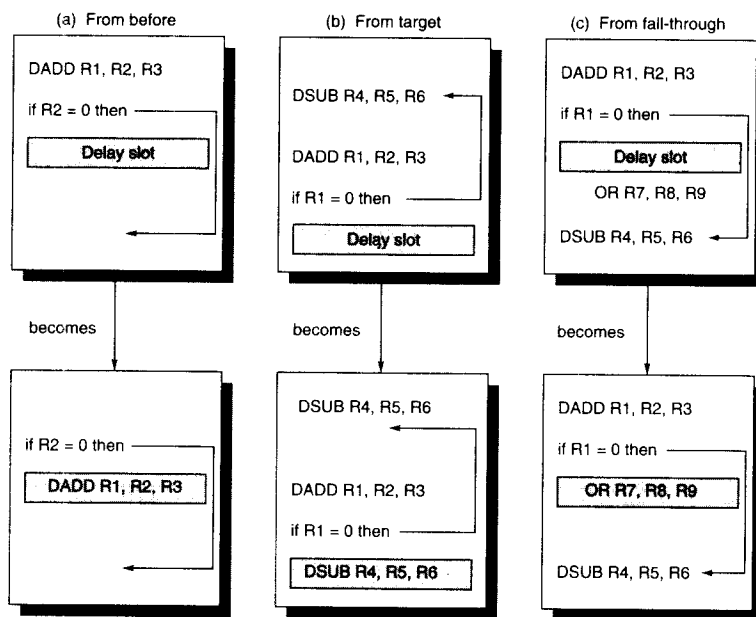 (a) From before
DADD R1, R2, R3
if R2 = 0 then
Delay slot
becomes
if R2 = 0 then
DADD R1, R2, R3
(b) From target
DSUB R4, R5, R6
DADD R1, R2, R3
if R1 = 0 then
Delay slot
becomes
DSUB R4, R5, R6
DADD R1, R2, R3
if R1 = 0 then
DSUB R4, R5, R6
(c) From fall-through
DADD R1, R2, R3
if R1 = 0 then
Delay slot
OR R7, R8, R9
DSUB R4, R5, R6
becomes
DADD R1, R2, R3
if R1 = 0 then
OR R7, R8, R9
DSUB R4, R5, R6